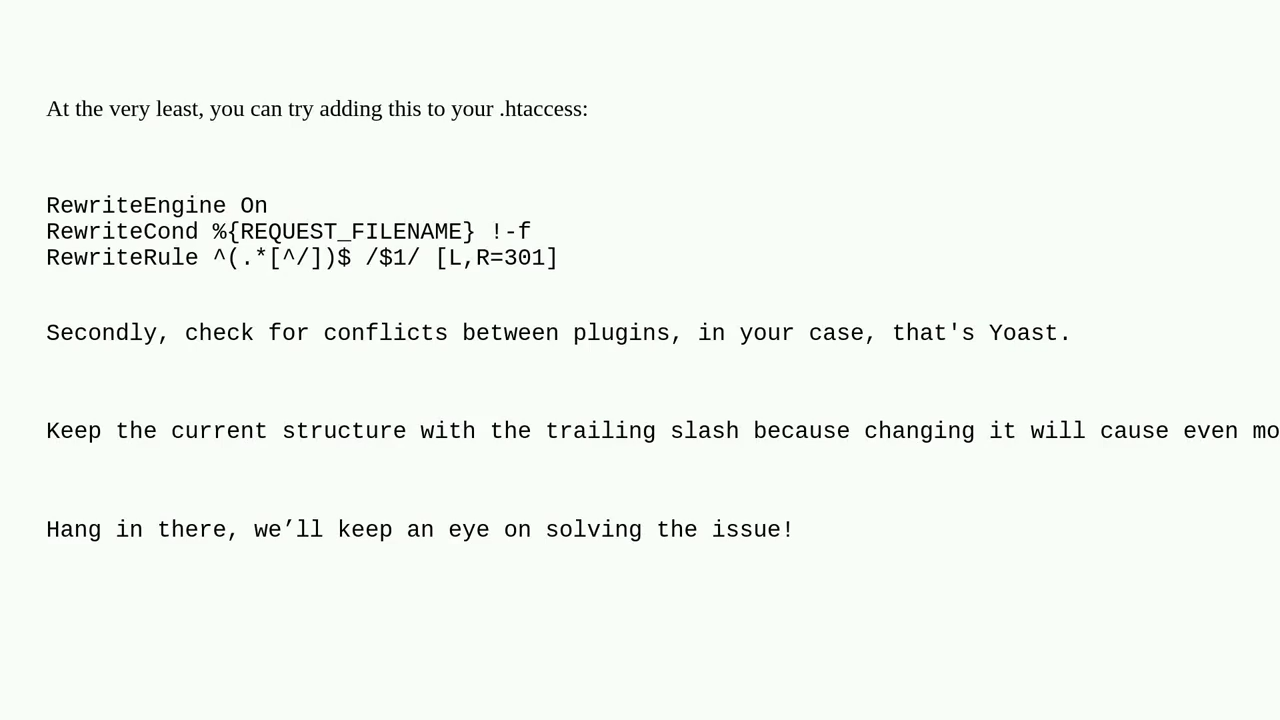 At the very least, you can try adding this to your .htaccess:
RewriteEngine On
RewriteCond %{REQUEST_FILENAME} !-f
RewriteRule ^(.*[^/])$ /$1/ [L,R=301]
Secondly, check for conflicts between plugins, in your case, that's Yoast.
Keep the current structure with the trailing slash because changing it will cause even
Hang in there, we’ll keep an eye on solving the issue!